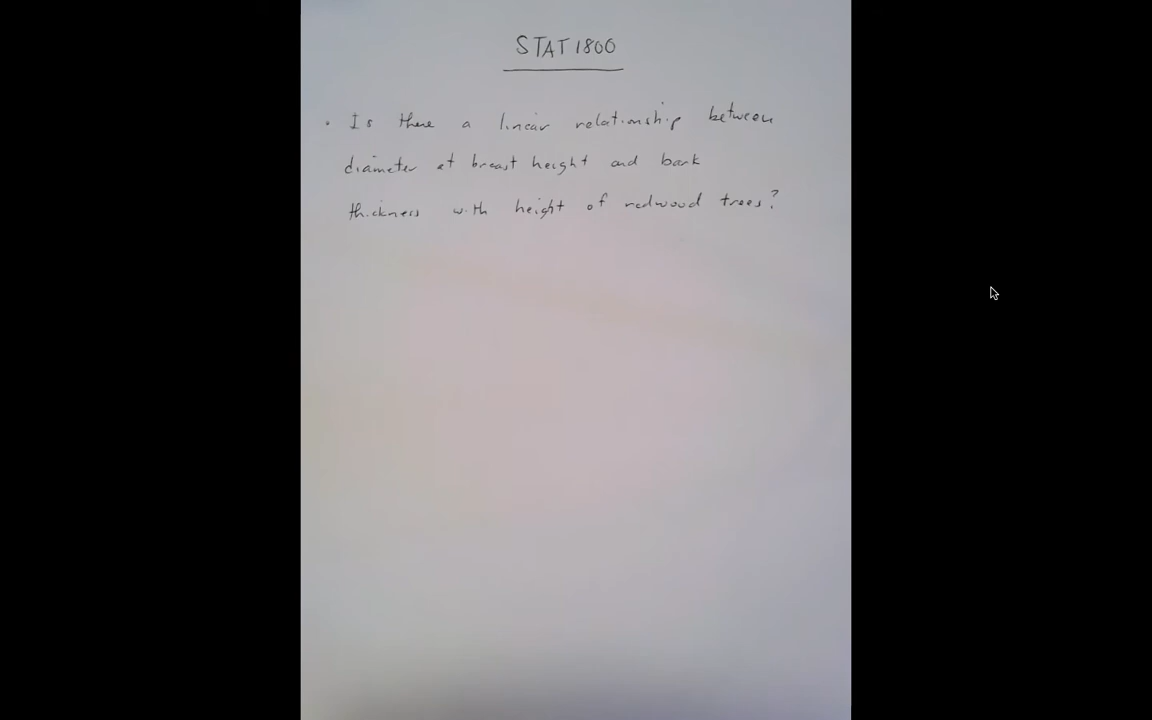 STAT 1800
• Is there a linear relationship between
diameter at breast height and bark
thickness with height of redwood trees?